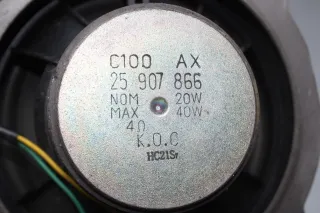 C100 AX
25 907 866
NOM 20W
MAX 40W
4Ω
K.O.C
HC21Sr